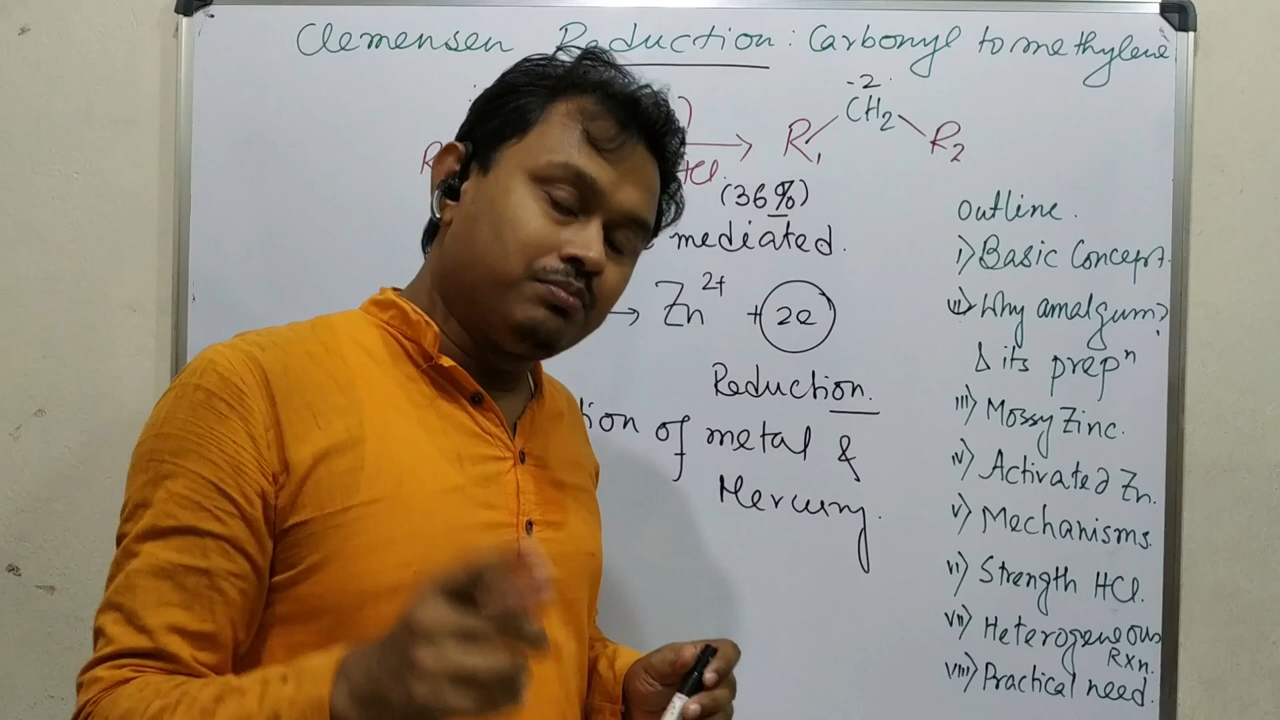 Clemensen Reduction: Carbonyl to methylene
-2
CH2
R1 R2
(36%)
mediated.
Zn2+ + 2e
Reduction.
of metal &
Mercury.
Outline.
i) Basic Concept.
ii) Why amalgum?
& its prepn
iii) Mossy Zinc.
iv) Activated Zn.
v) Mechanisms.
vi) Strength HCl.
vii) Heterogeneous
Rxn.
viii) Practical need.